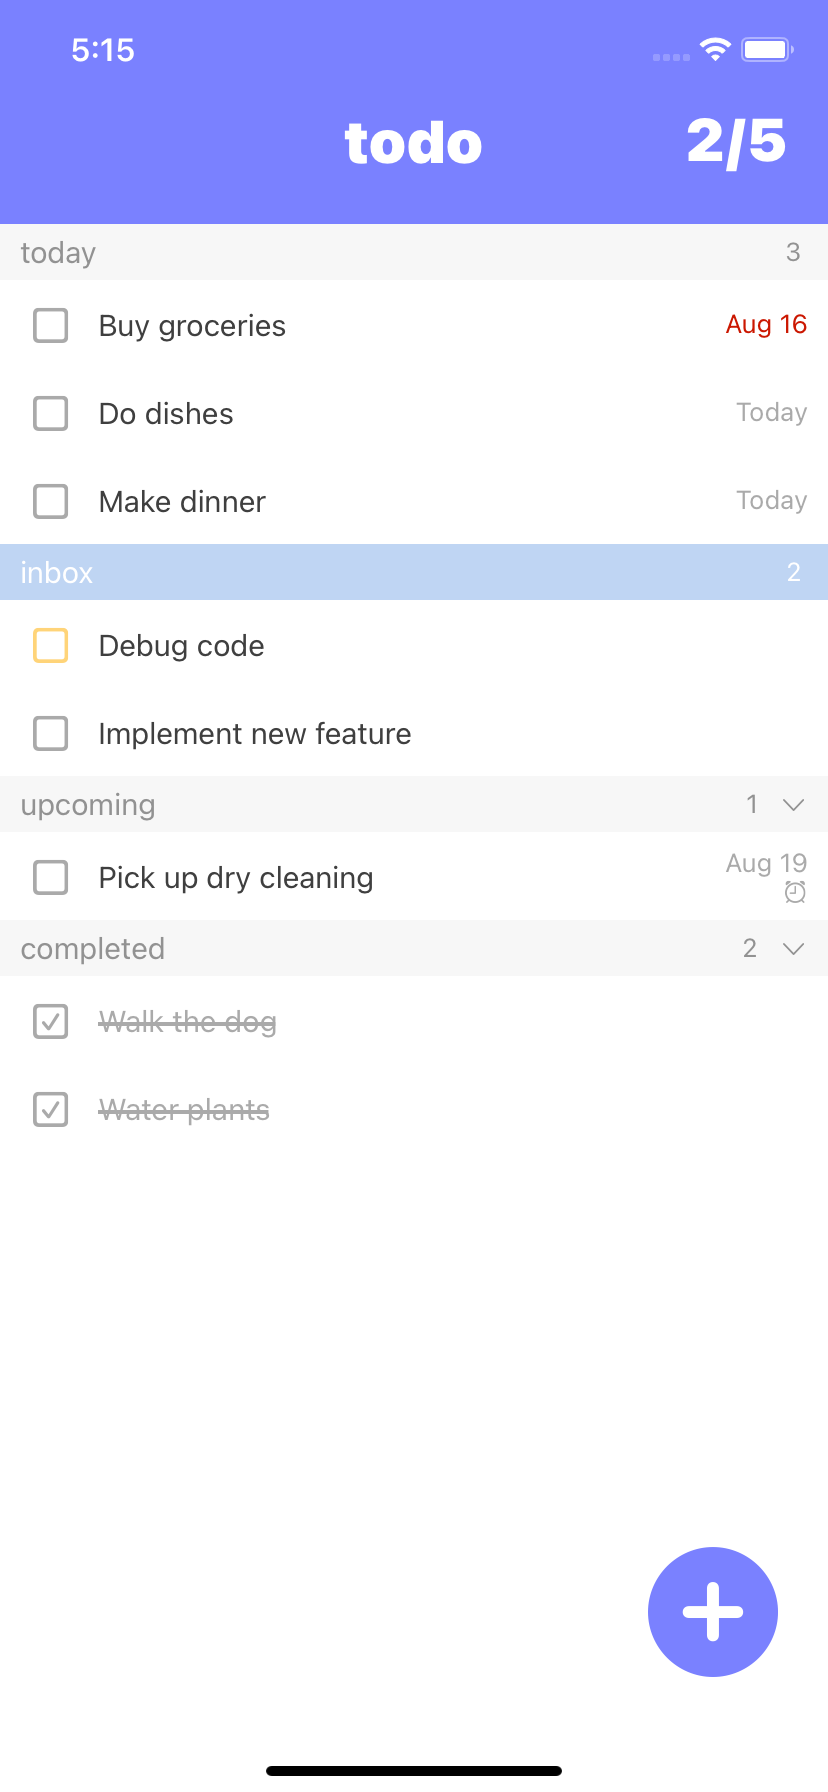 5:15
todo
2/5
today 3
Buy groceries Aug 16
Do dishes Today
Make dinner Today
inbox 2
Debug code
Implement new feature
upcoming 1
Pick up dry cleaning Aug 19
completed 2
Walk the dog
Water plants